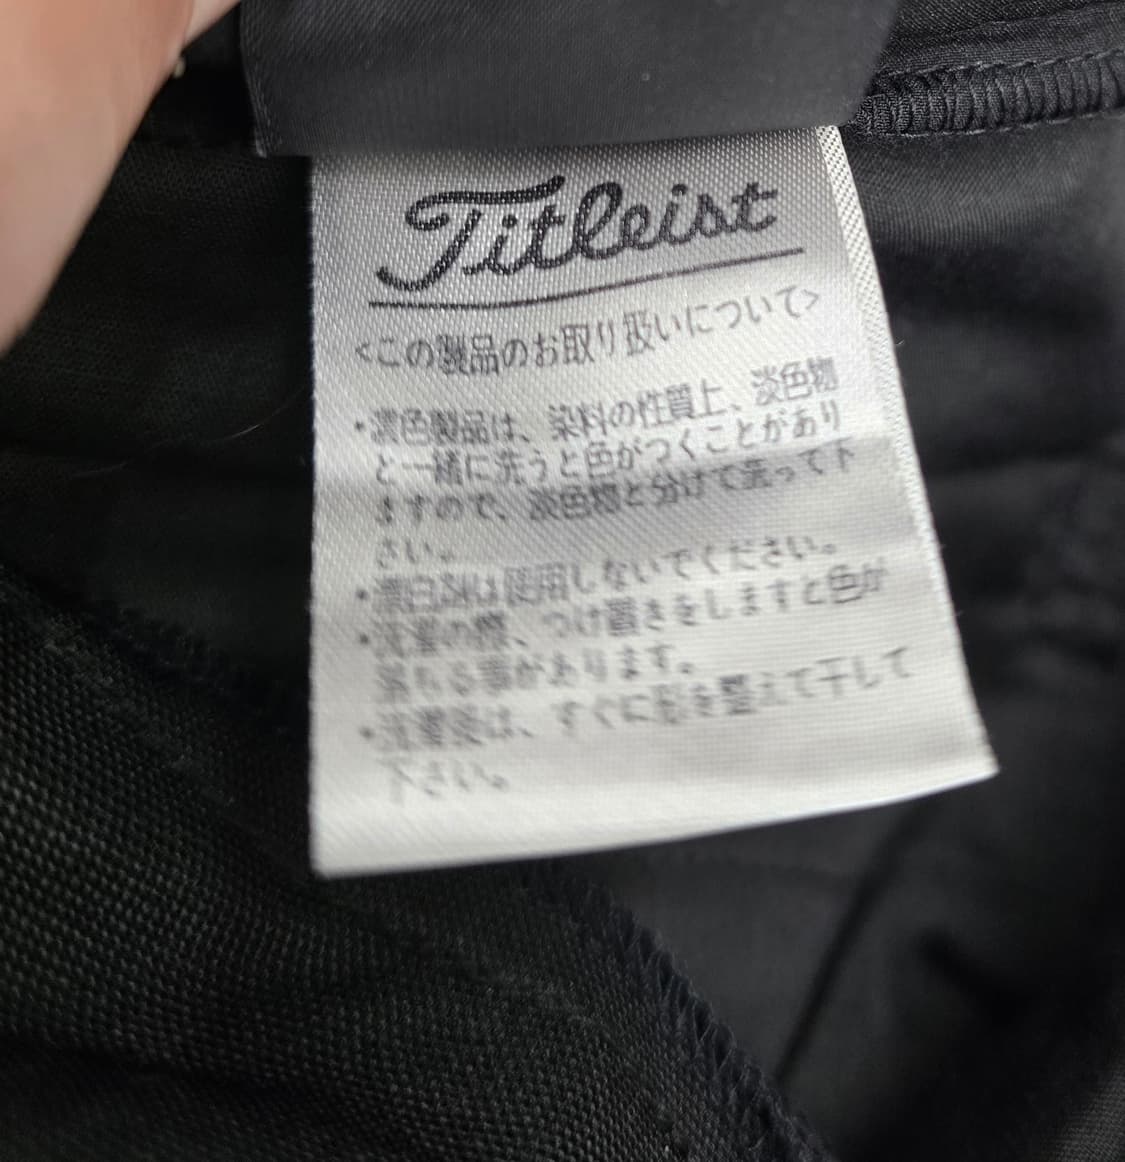 Titleist
<この製品のお取り扱いについて>
・濃色製品は、染料の性質上、淡色物
と一緒に洗うと色がつくことがあり
ますので、淡色物と分けて洗って下
さい。
・漂白剤は使用しないでください。
・洗濯の際、つけ置きをしますと色が
落ちる事があります。
・洗濯後は、すぐに形を整えて干して
下さい。